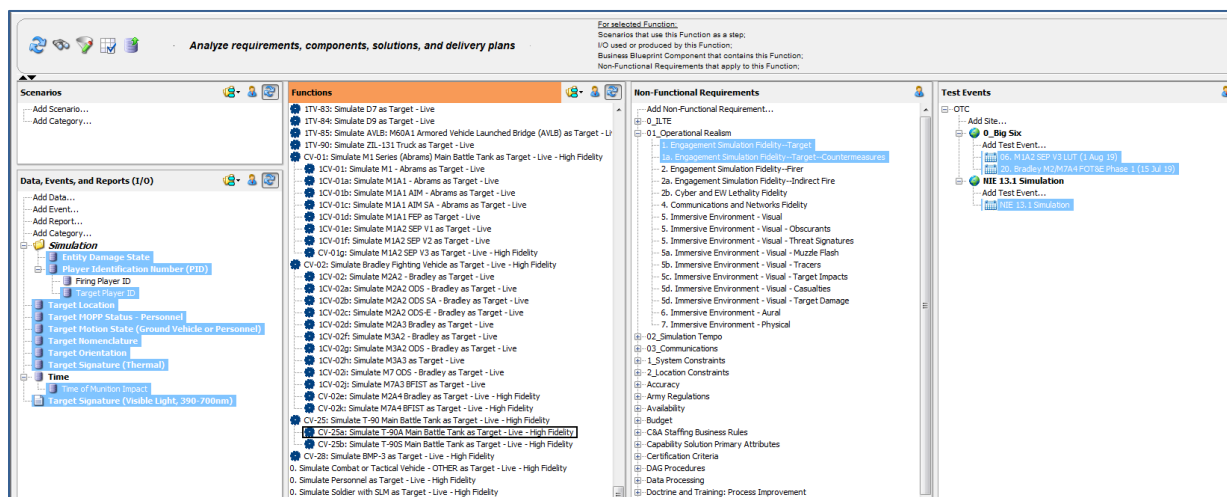 Analyze requirements, components, solutions, and delivery plans
For selected Function:
Scenarios that use this Function as a step;
I/O used or produced by this Function;
Business Blueprint Component that contains this Function;
Non-Functional Requirements that apply to this Function;
Scenarios
Add Scenario...
Add Category...
Data, Events, and Reports (I/O)
Add Data...
Add Event...
Add Report...
Add Category...
Simulation
Entity Damage State
Player Identification Number (PID)
Firing Player ID
Target Player ID
Target Location
Target MOPP Status - Personnel
Target Motion State (Ground Vehicle or Personnel)
Target Nomenclature
Target Orientation
Target Signature (Thermal)
Time
Time of Munition Impact
Target Signature (Visible Light, 390-700nm)
Functions
1TV-83: Simulate D7 as Target - Live
1TV-84: Simulate D9 as Target - Live
1TV-85: Simulate AVLB: M60A1 Armored Vehicle Launched Bridge (AVLB) as Target - Li
1TV-90: Simulate ZIL-131 Truck as Target - Live
CV-01: Simulate M1 Series (Abrams) Main Battle Tank as Target - Live - High Fidelity
1CV-01: Simulate M1 - Abrams as Target - Live
1CV-01a: Simulate M1A1 - Abrams as Target - Live
1CV-01b: Simulate M1A1 AIM - Abrams as Target - Live
1CV-01c: Simulate M1A1 AIM SA - Abrams as Target - Live
1CV-01d: Simulate M1A1 FEP as Target - Live
1CV-01e: Simulate M1A2 SEP V1 as Target - Live
1CV-01f: Simulate M1A2 SEP V2 as Target - Live
CV-01g: Simulate M1A2 SEP V3 as Target - Live - High Fidelity
CV-02: Simulate Bradley Fighting Vehicle as Target - Live - High Fidelity
1CV-02: Simulate M2A2 - Bradley as Target - Live
1CV-02a: Simulate M2A2 ODS - Bradley as Target - Live
1CV-02b: Simulate M2A2 ODS SA - Bradley as Target - Live
1CV-02c: Simulate M2A2 ODS-E - Bradley as Target - Live
1CV-02d: Simulate M2A3 Bradley as Target - Live
1CV-02f: Simulate M3A2 - Bradley as Target - Live
1CV-02g: Simulate M3A2 ODS - Bradley as Target - Live
1CV-02h: Simulate M3A3 as Target - Live
1CV-02i: Simulate M7 ODS - Bradley as Target - Live
1CV-02j: Simulate M7A3 BFIST as Target - Live
CV-02e: Simulate M2A4 Bradley as Target - Live - High Fidelity
CV-02k: Simulate M7A4 BFIST as Target - Live - High Fidelity
CV-25: Simulate T-90 Main Battle Tank as Target - Live - High Fidelity
CV-25a: Simulate T-90A Main Battle Tank as Target - Live - High Fidelity
CV-25b: Simulate T-90S Main Battle Tank as Target - Live - High Fidelity
CV-28: Simulate BMP-3 as Target - Live - High Fidelity
0. Simulate Combat or Tactical Vehicle - OTHER as Target - Live - High Fidelity
0. Simulate Personnel as Target - Live - High Fidelity
0. Simulate Soldier with SLM as Target - Live - High Fidelity
Non-Functional Requirements
Add Non-Functional Requirement...
0_ILTE
01_Operational Realism
1. Engagement Simulation Fidelity--Target
1a. Engagement Simulation Fidelity--Target--Countermeasures
2. Engagement Simulation Fidelity--Firer
2a. Engagement Simulation Fidelity--Indirect Fire
2b. Cyber and EW Lethality Fidelity
4. Communications and Networks Fidelity
5. Immersive Environment - Visual
5. Immersive Environment - Visual - Obscurants
5. Immersive Environment - Visual - Threat Signatures
5a. Immersive Environment - Visual - Muzzle Flash
5b. Immersive Environment - Visual - Tracers
5c. Immersive Environment - Visual - Target Impacts
5d. Immersive Environment - Visual - Casualties
5d. Immersive Environment - Visual - Target Damage
6. Immersive Environment - Aural
7. Immersive Environment - Physical
02_Simulation Tempo
03_Communications
1_System Constraints
2_Location Constraints
Accuracy
Army Regulations
Availability
Budget
C&A Staffing Business Rules
Capability Solution Primary Attributes
Certification Criteria
DAG Procedures
Data Processing
Doctrine and Training: Process Improvement
Test Events
OTC
Add Site...
0_Big Six
Add Test Event...
06. M1A2 SEP V3 LUT (1 Aug 19)
20. Bradley M2/M7A4 FOT&E Phase 1 (15 Jul 19)
NIE 13.1 Simulation
Add Test Event...
NIE 13.1 Simulation